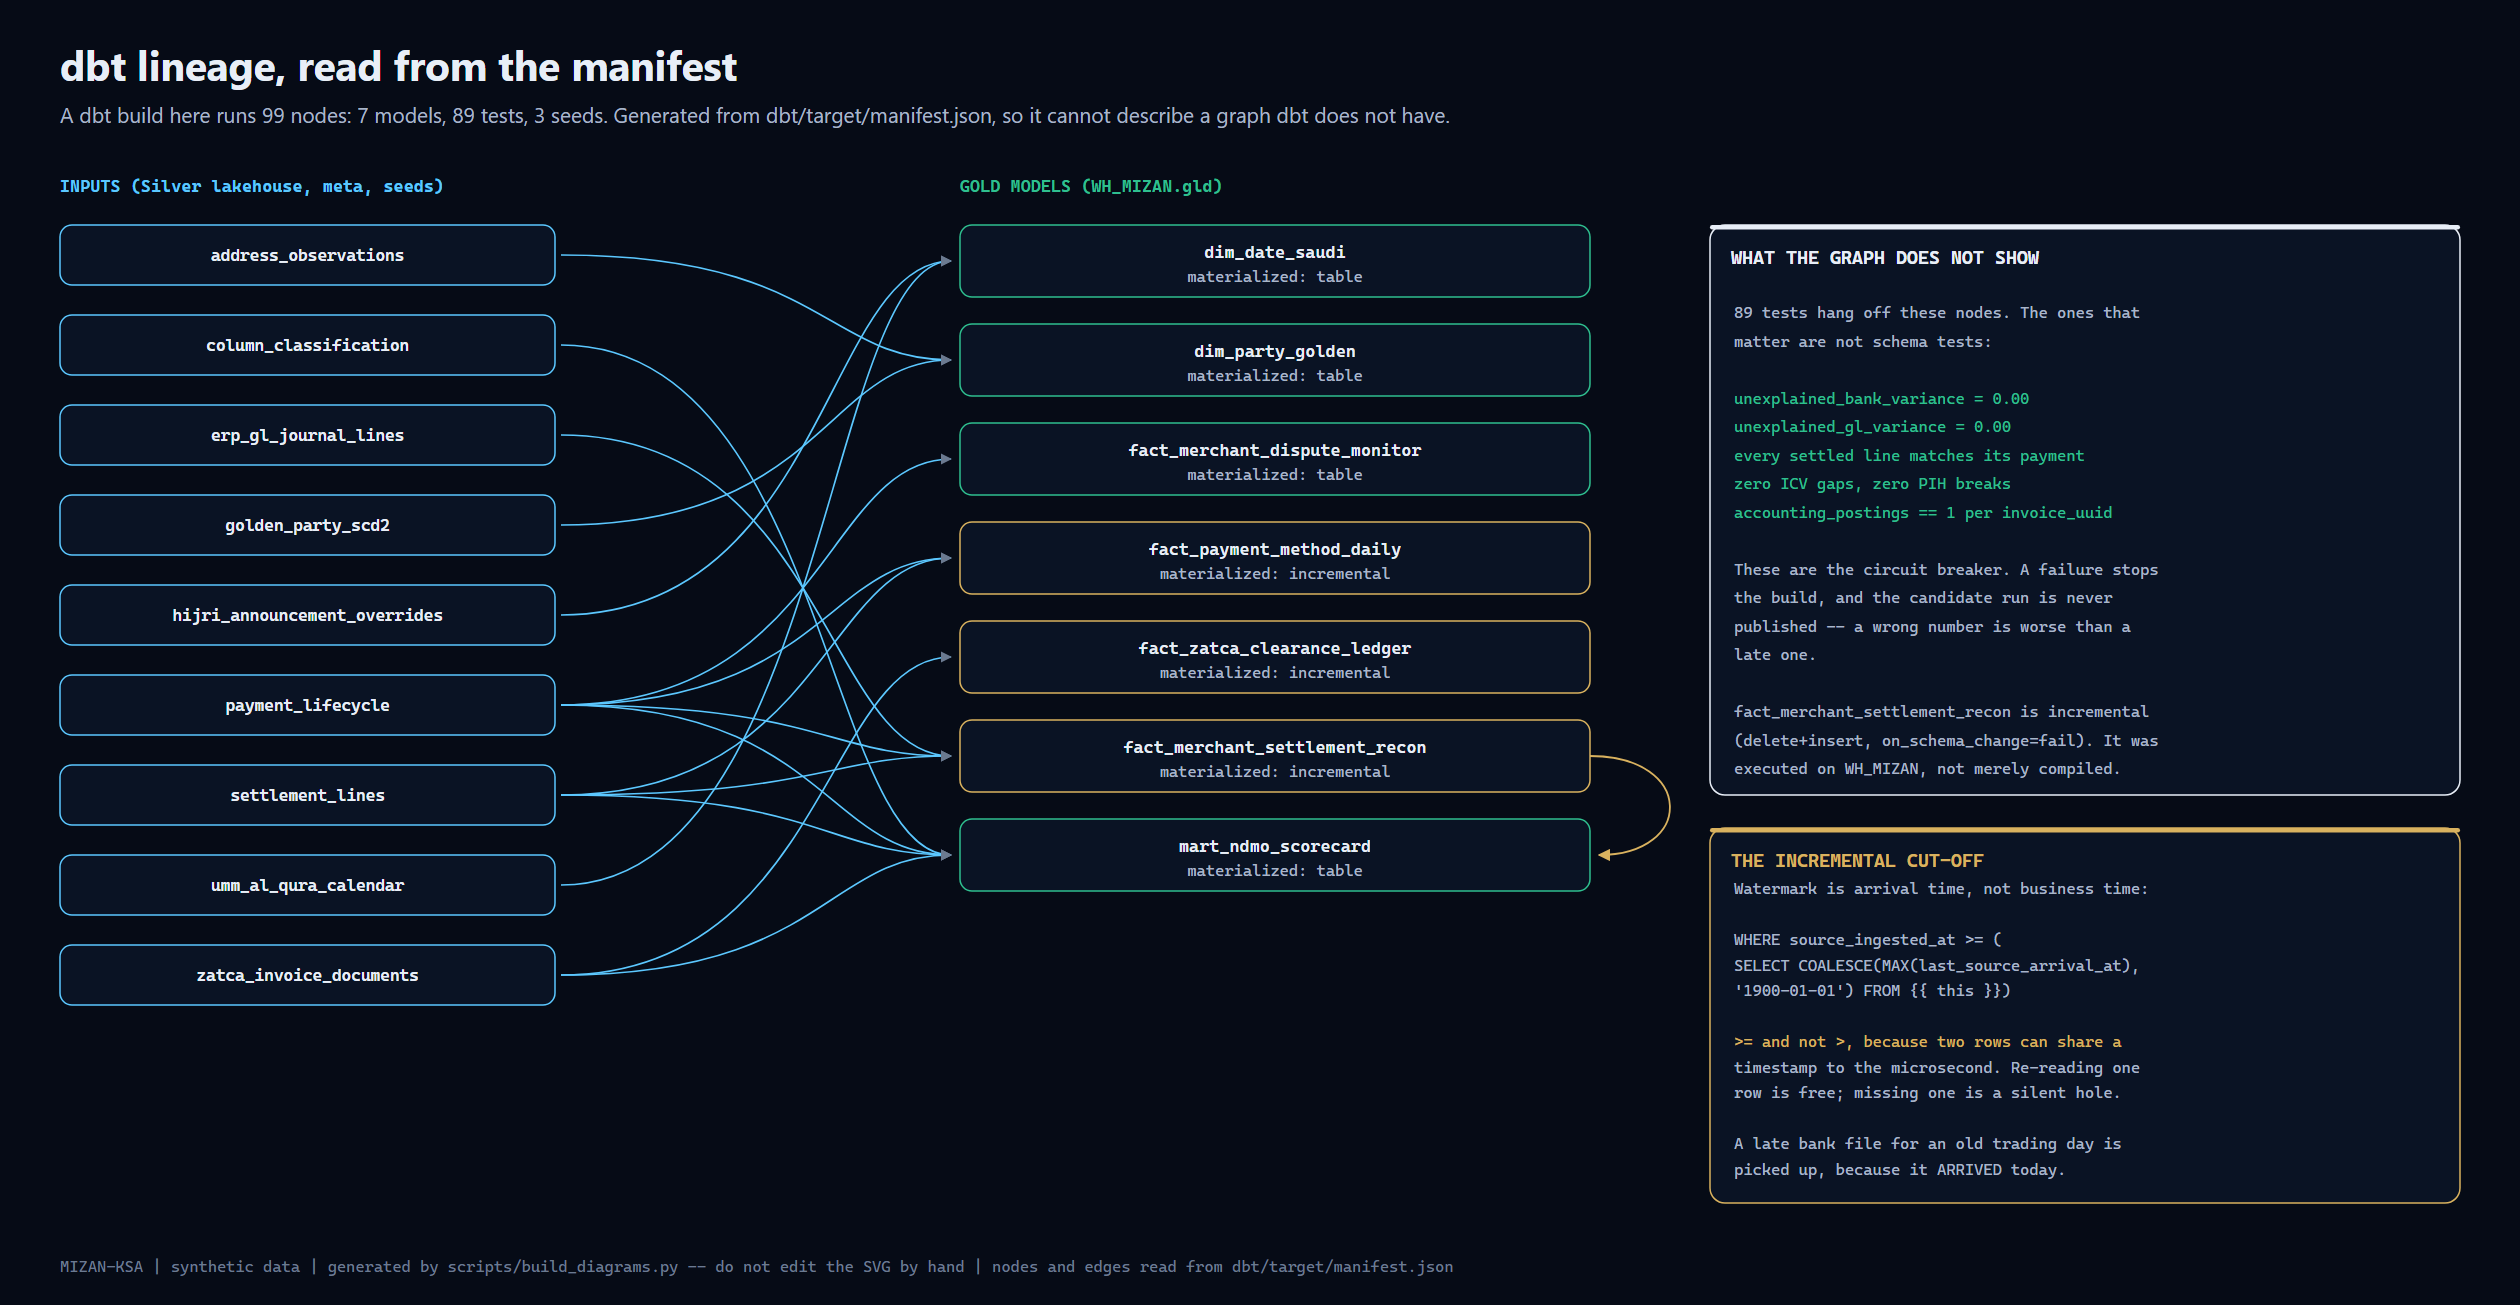 dbt lineage, read from the manifest
A dbt build here runs 99 nodes: 7 models, 89 tests, 3 seeds. Generated from dbt/target/manifest.json, so it cannot describe a graph dbt does not have.
INPUTS (Silver lakehouse, meta, seeds)
address_observations
column_classification
erp_gl_journal_lines
golden_party_scd2
hijri_announcement_overrides
payment_lifecycle
settlement_lines
umm_al_qura_calendar
zatca_invoice_documents
GOLD MODELS (WH_MIZAN.gld)
dim_date_saudi
materialized: table
dim_party_golden
materialized: table
fact_merchant_dispute_monitor
materialized: table
fact_payment_method_daily
materialized: incremental
fact_zatca_clearance_ledger
materialized: incremental
fact_merchant_settlement_recon
materialized: incremental
mart_ndmo_scorecard
materialized: table
WHAT THE GRAPH DOES NOT SHOW
89 tests hang off these nodes. The ones that
matter are not schema tests:
unexplained_bank_variance = 0.00
unexplained_gl_variance = 0.00
every settled line matches its payment
zero ICV gaps, zero PIH breaks
accounting_postings == 1 per invoice_uuid
These are the circuit breaker. A failure stops
the build, and the candidate run is never
published -- a wrong number is worse than a
late one.
fact_merchant_settlement_recon is incremental
(delete+insert, on_schema_change=fail). It was
executed on WH_MIZAN, not merely compiled.
THE INCREMENTAL CUT-OFF
Watermark is arrival time, not business time:
WHERE source_ingested_at >= (
SELECT COALESCE(MAX(last_source_arrival_at),
'1900-01-01') FROM {{ this }})
>= and not >, because two rows can share a
timestamp to the microsecond. Re-reading one
row is free; missing one is a silent hole.
A late bank file for an old trading day is
picked up, because it ARRIVED today.
MIZAN-KSA | synthetic data | generated by scripts/build_diagrams.py -- do not edit the SVG by hand | nodes and edges read from dbt/target/manifest.json